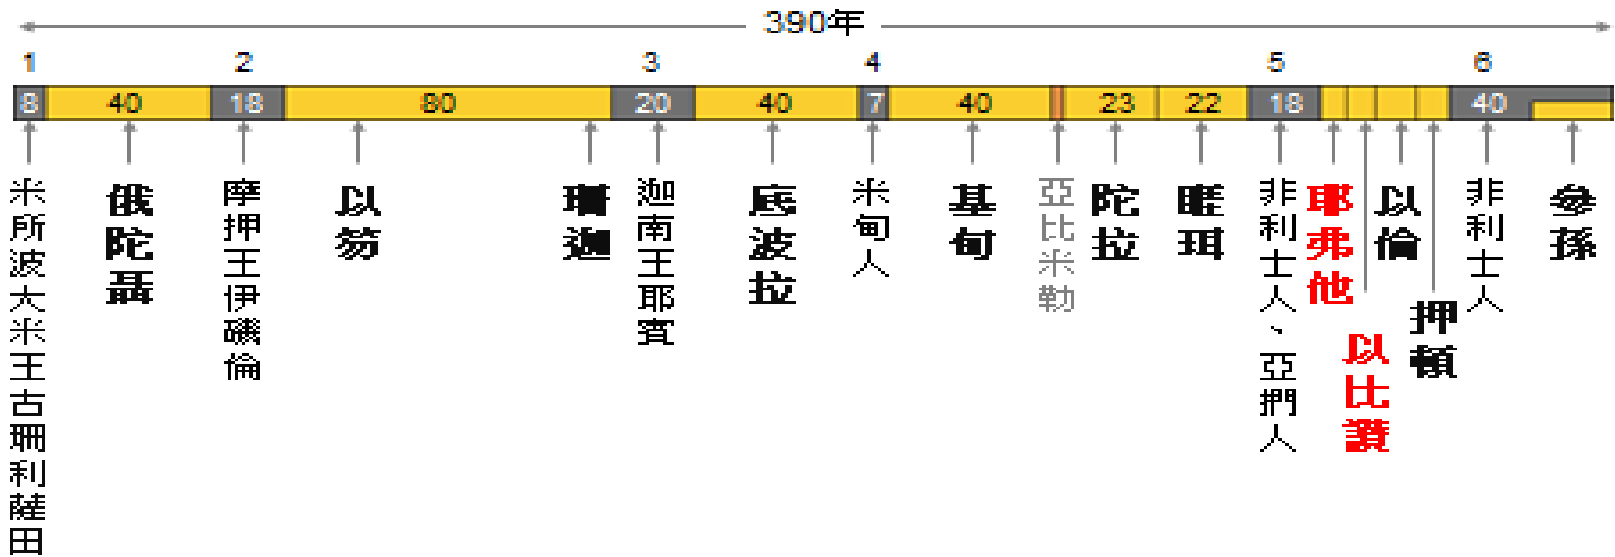 390年
1 2 3 4 5 6
8 40 18 80 20 40 7 40 23 22 18 40
米所波大米王古珊利薩田
俄陀聶
摩押王伊磯倫
以笏
珊迦
迦南王耶賓
底波拉
米甸人
基甸
亞比米勒
陀拉
睚珥
非利士人、亞捫人
耶弗他
以比讚
以倫
押頓
非利士人
參孫